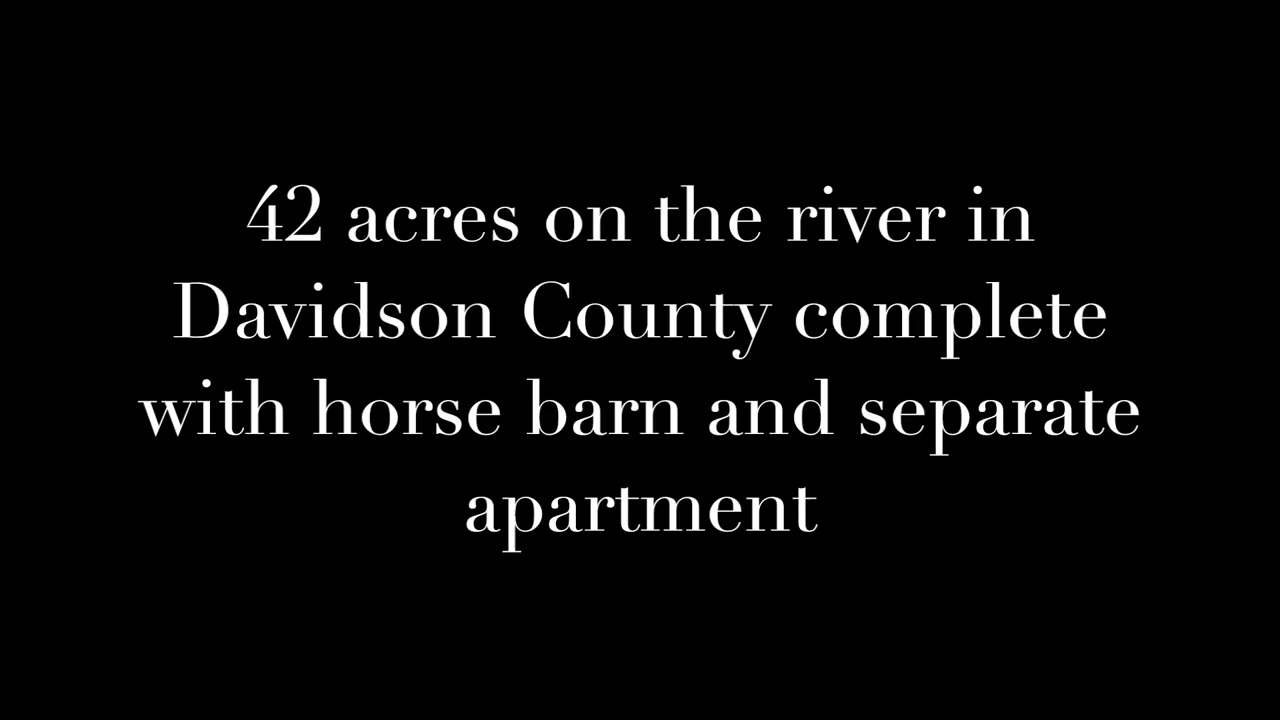 42 acres on the river in
Davidson County complete
with horse barn and separate
apartment